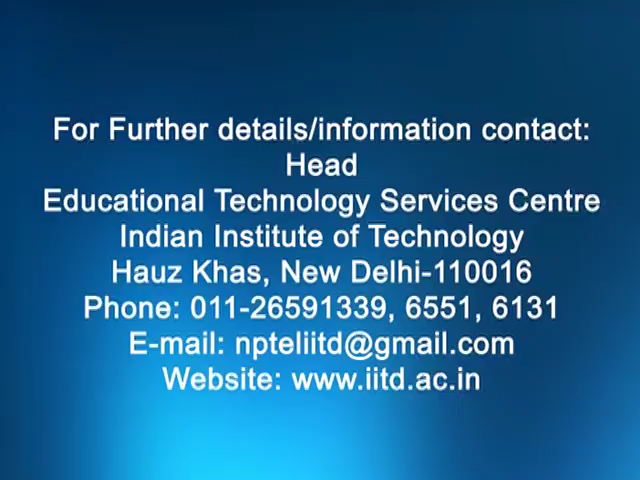 For Further details/information contact:
Head
Educational Technology Services Centre
Indian Institute of Technology
Hauz Khas, New Delhi-110016
Phone: 011-26591339, 6551, 6131
E-mail: npteliitd@gmail.com
Website: www.iitd.ac.in